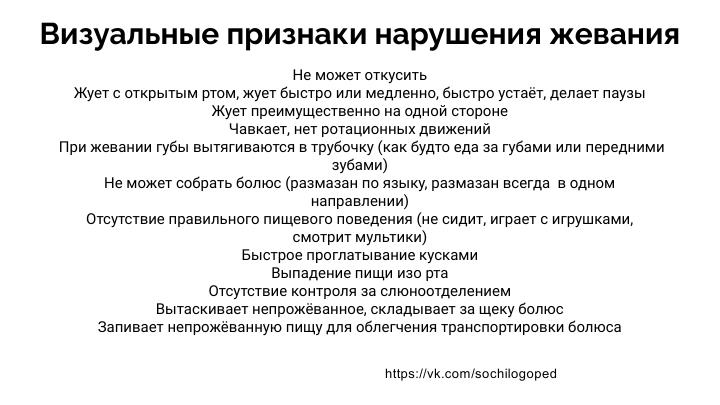 Визуальные признаки нарушения жевания
Не может откусить
Жует с открытым ртом, жует быстро или медленно, быстро устаёт, делает паузы
Жует преимущественно на одной стороне
Чавкает, нет ротационных движений
При жевании губы вытягиваются в трубочку (как будто еда за губами или передними
зубами)
Не может собрать болюс (размазан по языку, размазан всегда  в одном
направлении)
Отсутствие правильного пищевого поведения (не сидит, играет с игрушками,
смотрит мультики)
Быстрое проглатывание кусками
Выпадение пищи изо рта
Отсутствие контроля за слюноотделением
Вытаскивает непрожёванное, складывает за щеку болюс
Запивает непрожёванную пищу для облегчения транспортировки болюса
https://vk.com/sochilogoped